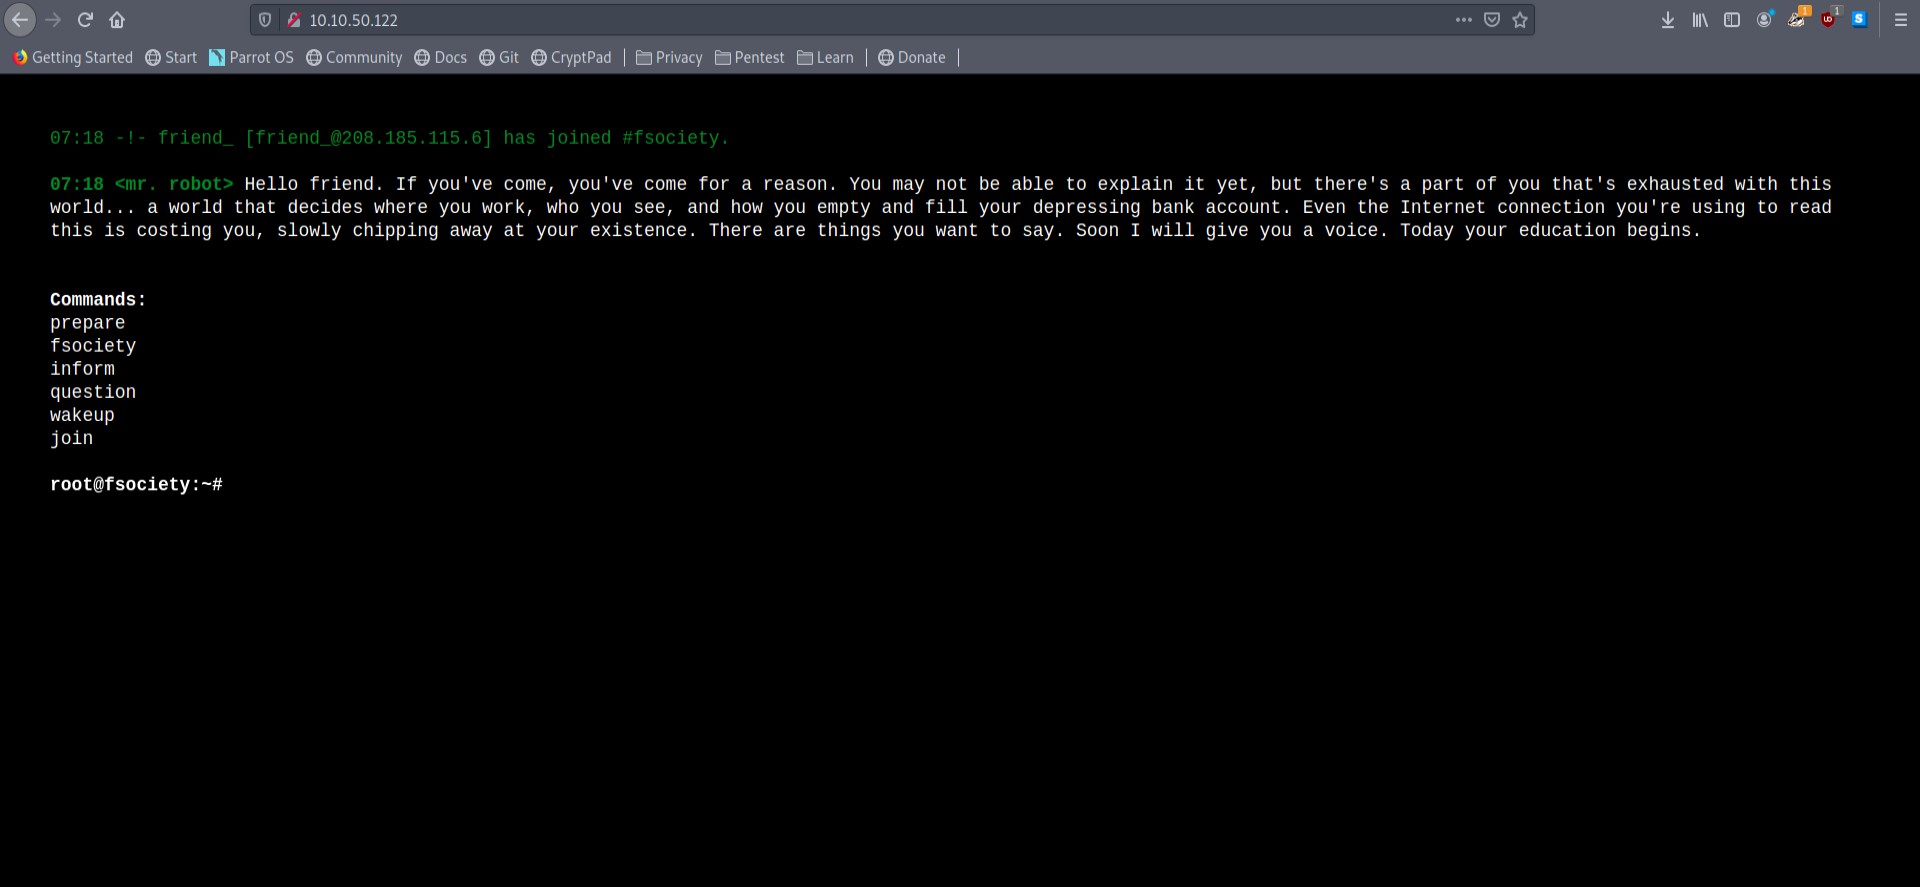 10.10.50.122
1
1
Getting Started Start Parrot OS Community Docs Git CryptPad Privacy Pentest Learn Donate
07:18 -!- friend_ [friend_@208.185.115.6] has joined #fsociety.
07:18 <mr. robot> Hello friend. If you've come, you've come for a reason. You may not be able to explain it yet, but there's a part of you that's exhausted with this
world... a world that decides where you work, who you see, and how you empty and fill your depressing bank account. Even the Internet connection you're using to read
this is costing you, slowly chipping away at your existence. There are things you want to say. Soon I will give you a voice. Today your education begins.
Commands:
prepare
fsociety
inform
question
wakeup
join
root@fsociety:~#